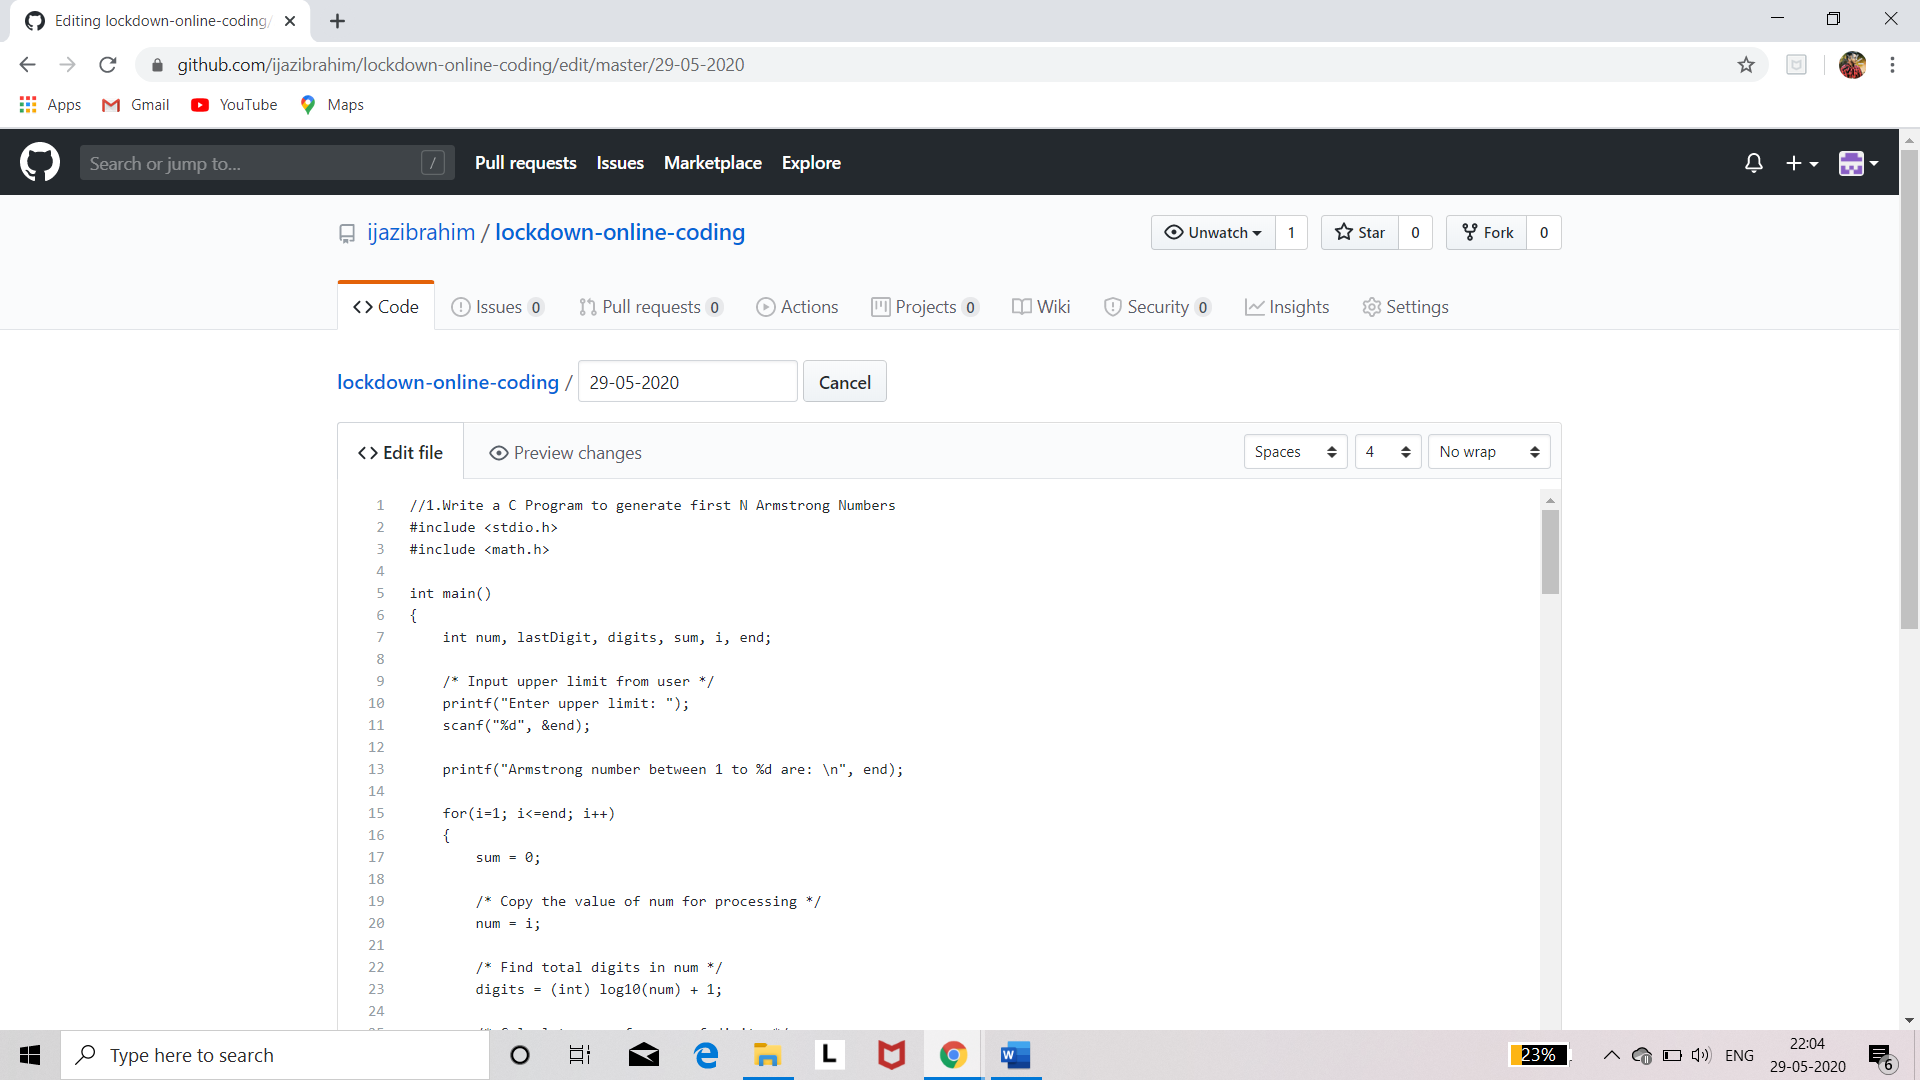 Editing lockdown-online-coding/
github.com/ijazibrahim/lockdown-online-coding/edit/master/29-05-2020
Apps Gmail YouTube Maps
Search or jump to... / Pull requests Issues Marketplace Explore
ijazibrahim / lockdown-online-coding Unwatch 1 Star 0 Fork 0
Code Issues 0 Pull requests 0 Actions Projects 0 Wiki Security 0 Insights Settings
lockdown-online-coding / 29-05-2020 Cancel
Edit file Preview changes Spaces 4 No wrap
1 //1.Write a C Program to generate first N Armstrong Numbers
2 #include <stdio.h>
3 #include <math.h>
4
5 int main()
6 {
7 int num, lastDigit, digits, sum, i, end;
8
9 /* Input upper limit from user */
10 printf("Enter upper limit: ");
11 scanf("%d", &end);
12
13 printf("Armstrong number between 1 to %d are: \n", end);
14
15 for(i=1; i<=end; i++)
16 {
17 sum = 0;
18
19 /* Copy the value of num for processing */
20 num = i;
21
22 /* Find total digits in num */
23 digits = (int) log10(num) + 1;
24
Type here to search L W 23% ENG 22:04
29-05-2020 6